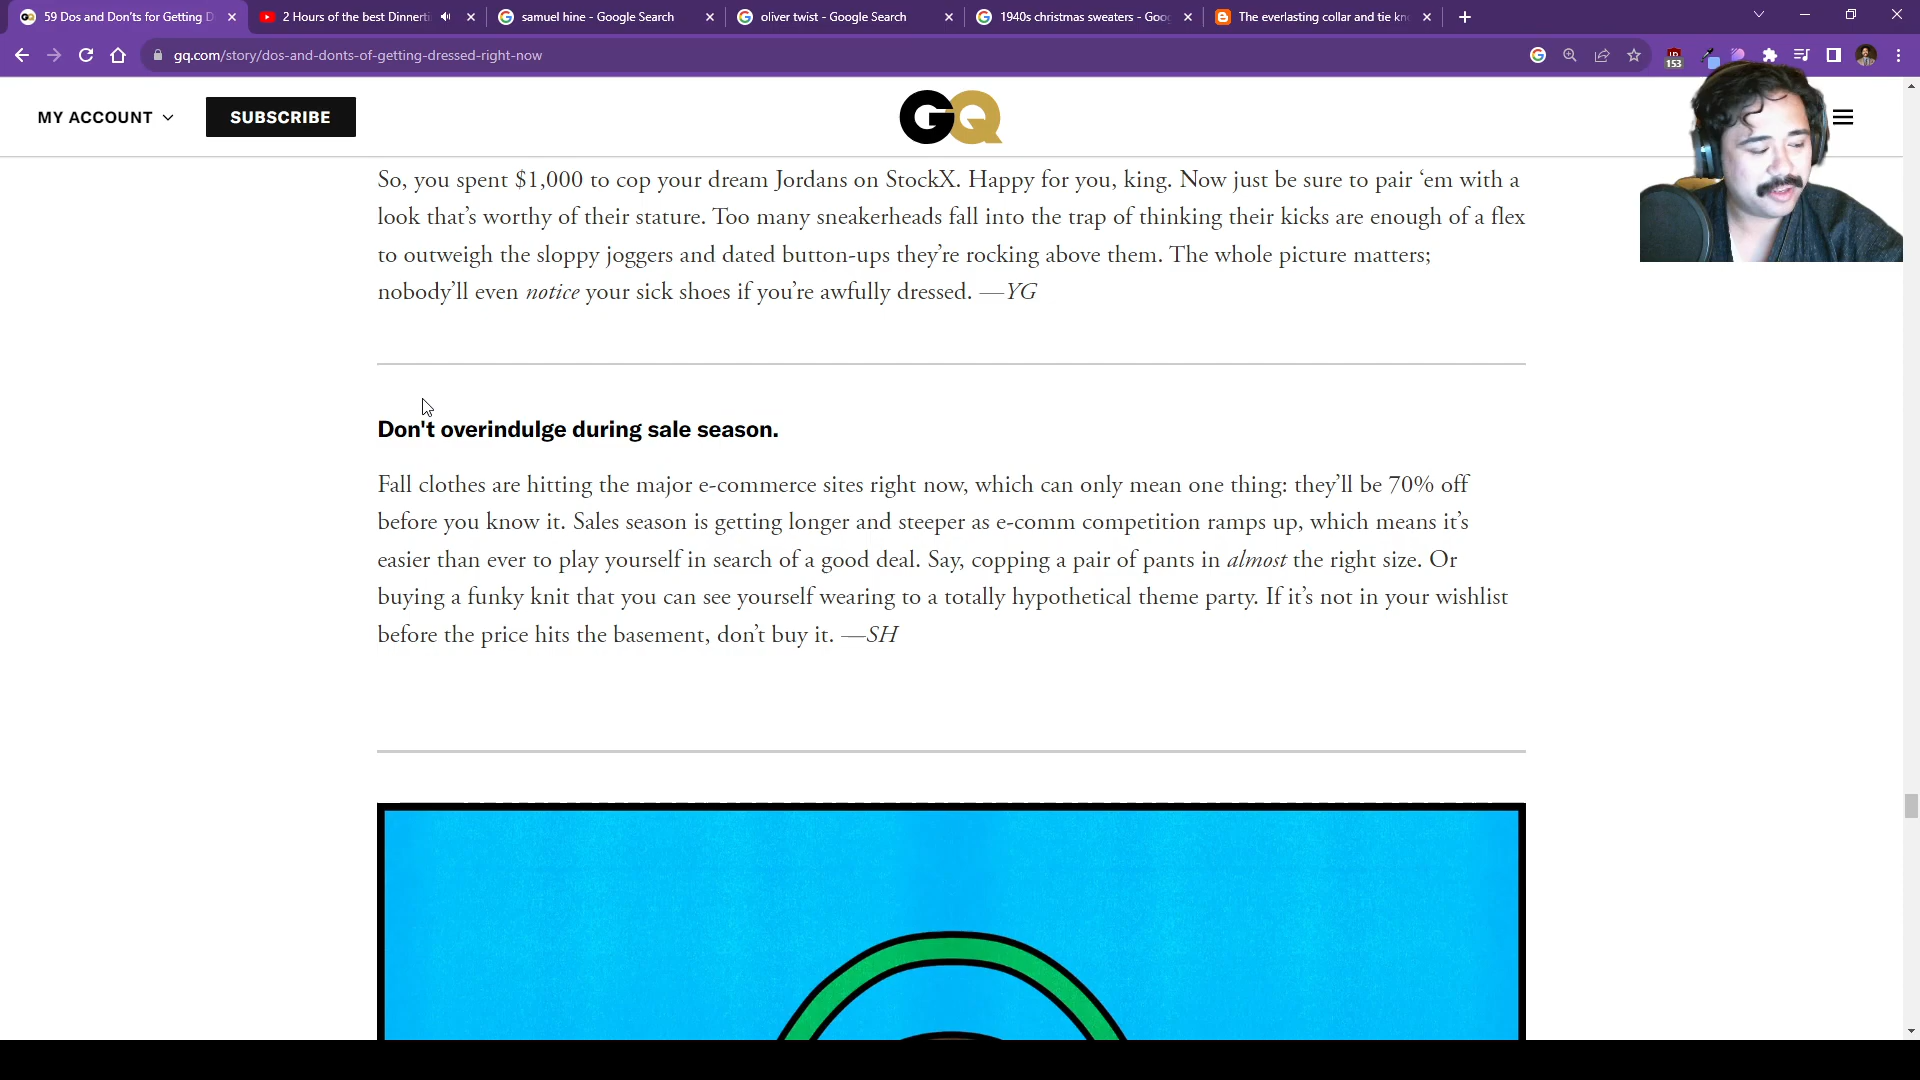 59 Dos and Don'ts for Getting D
2 Hours of the best Dinnerti
samuel hine - Google Search
oliver twist - Google Search
1940s christmas sweaters - Goog
The everlasting collar and tie kn
gq.com/story/dos-and-donts-of-getting-dressed-right-now
153
MY ACCOUNT
SUBSCRIBE
GQ
So, you spent $1,000 to cop your dream Jordans on StockX. Happy for you, king. Now just be sure to pair ‘em with a
look that’s worthy of their stature. Too many sneakerheads fall into the trap of thinking their kicks are enough of a flex
to outweigh the sloppy joggers and dated button-ups they’re rocking above them. The whole picture matters;
nobody’ll even notice your sick shoes if you’re awfully dressed. —YG
Don't overindulge during sale season.
Fall clothes are hitting the major e-commerce sites right now, which can only mean one thing: they’ll be 70% off
before you know it. Sales season is getting longer and steeper as e-comm competition ramps up, which means it’s
easier than ever to play yourself in search of a good deal. Say, copping a pair of pants in almost the right size. Or
buying a funky knit that you can see yourself wearing to a totally hypothetical theme party. If it’s not in your wishlist
before the price hits the basement, don’t buy it. —SH